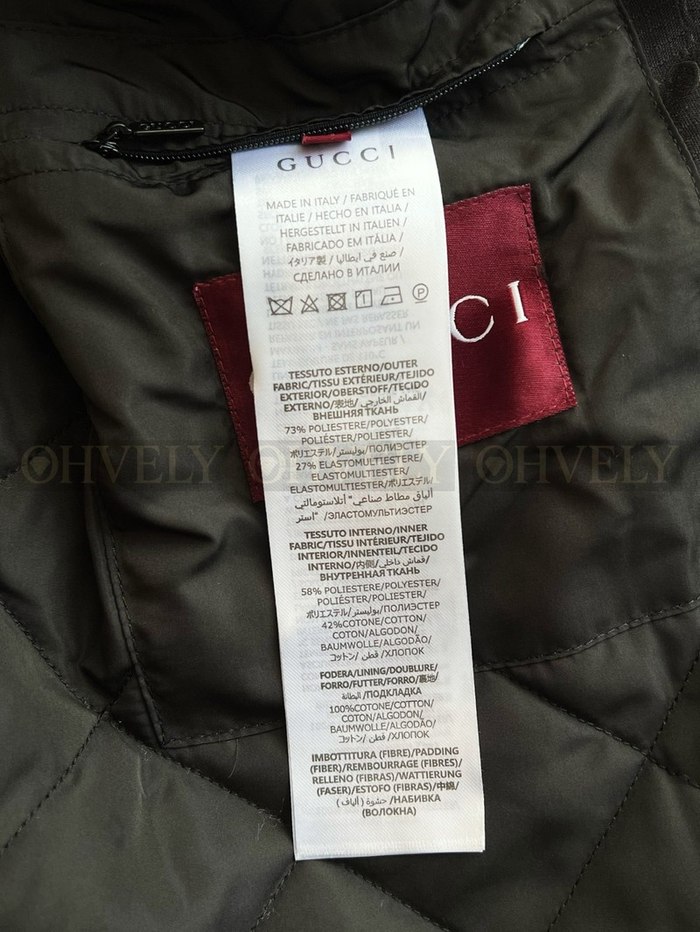 GUCCI
MADE IN ITALY / FABRIQUÉ EN
ITALIE / HECHO EN ITALIA /
HERGESTELLT IN ITALIEN /
FABRICADO EM ITÁLIA /
イタリア製 / صنع في ايطاليا /
СДЕЛАНО В ИТАЛИИ
P
CI
TESSUTO ESTERNO/OUTER
FABRIC/TISSU EXTÉRIEUR/TEJIDO
EXTERIOR/OBERSTOFF/TECIDO
EXTERNO/表地/القماش الخارجي/
ВНЕШНЯЯ ТКАНЬ
73% POLIESTERE/POLYESTER/
POLIÉSTER/POLIESTER/
ポリエステル/بوليستر/ПОЛИЭСТЕР
27% ELASTOMULTIESTERE/
ELASTOMULTIESTER/
ELASTOMULTIESTER/ポリエステル/
ألياق مطاط صناعي "أتلاستومالتي
استر" /ЭЛАСТОМУЛЬТИЭСТЕР
OHVELY OHVELY OHVELY
TESSUTO INTERNO/INNER
FABRIC/TISSU INTÉRIEUR/TEJIDO
INTERIOR/INNENTEIL/TECIDO
INTERNO/内側/قماش داخلي/
ВНУТРЕННАЯ ТКАНЬ
58% POLIESTERE/POLYESTER/
POLIÉSTER/POLIESTER/
ポリエステル/بوليستر/ПОЛИЭСТЕР
42%COTONE/COTTON/
COTON/ALGODON/
BAUMWOLLE/ALGODÃO/
コットン/ قطن /ХЛОПОК
FODERA/LINING/DOUBLURE/
FORRO/FUTTER/FORRO/裏地/
البطانة /ПОДКЛАДКА
100%COTONE/COTTON/
COTON/ALGODON/
BAUMWOLLE/ALGODÃO/
コットン/ قطن /ХЛОПОК
IMBOTTITURA (FIBRE)/PADDING
(FIBER)/REMBOURRAGE (FIBRES)/
RELLENO (FIBRAS)/WATTIERUNG
(FASER)/ESTOFO (FIBRAS)/中綿/
حشوة (ألياف) /НАБИВКА
(ВОЛОКНА)